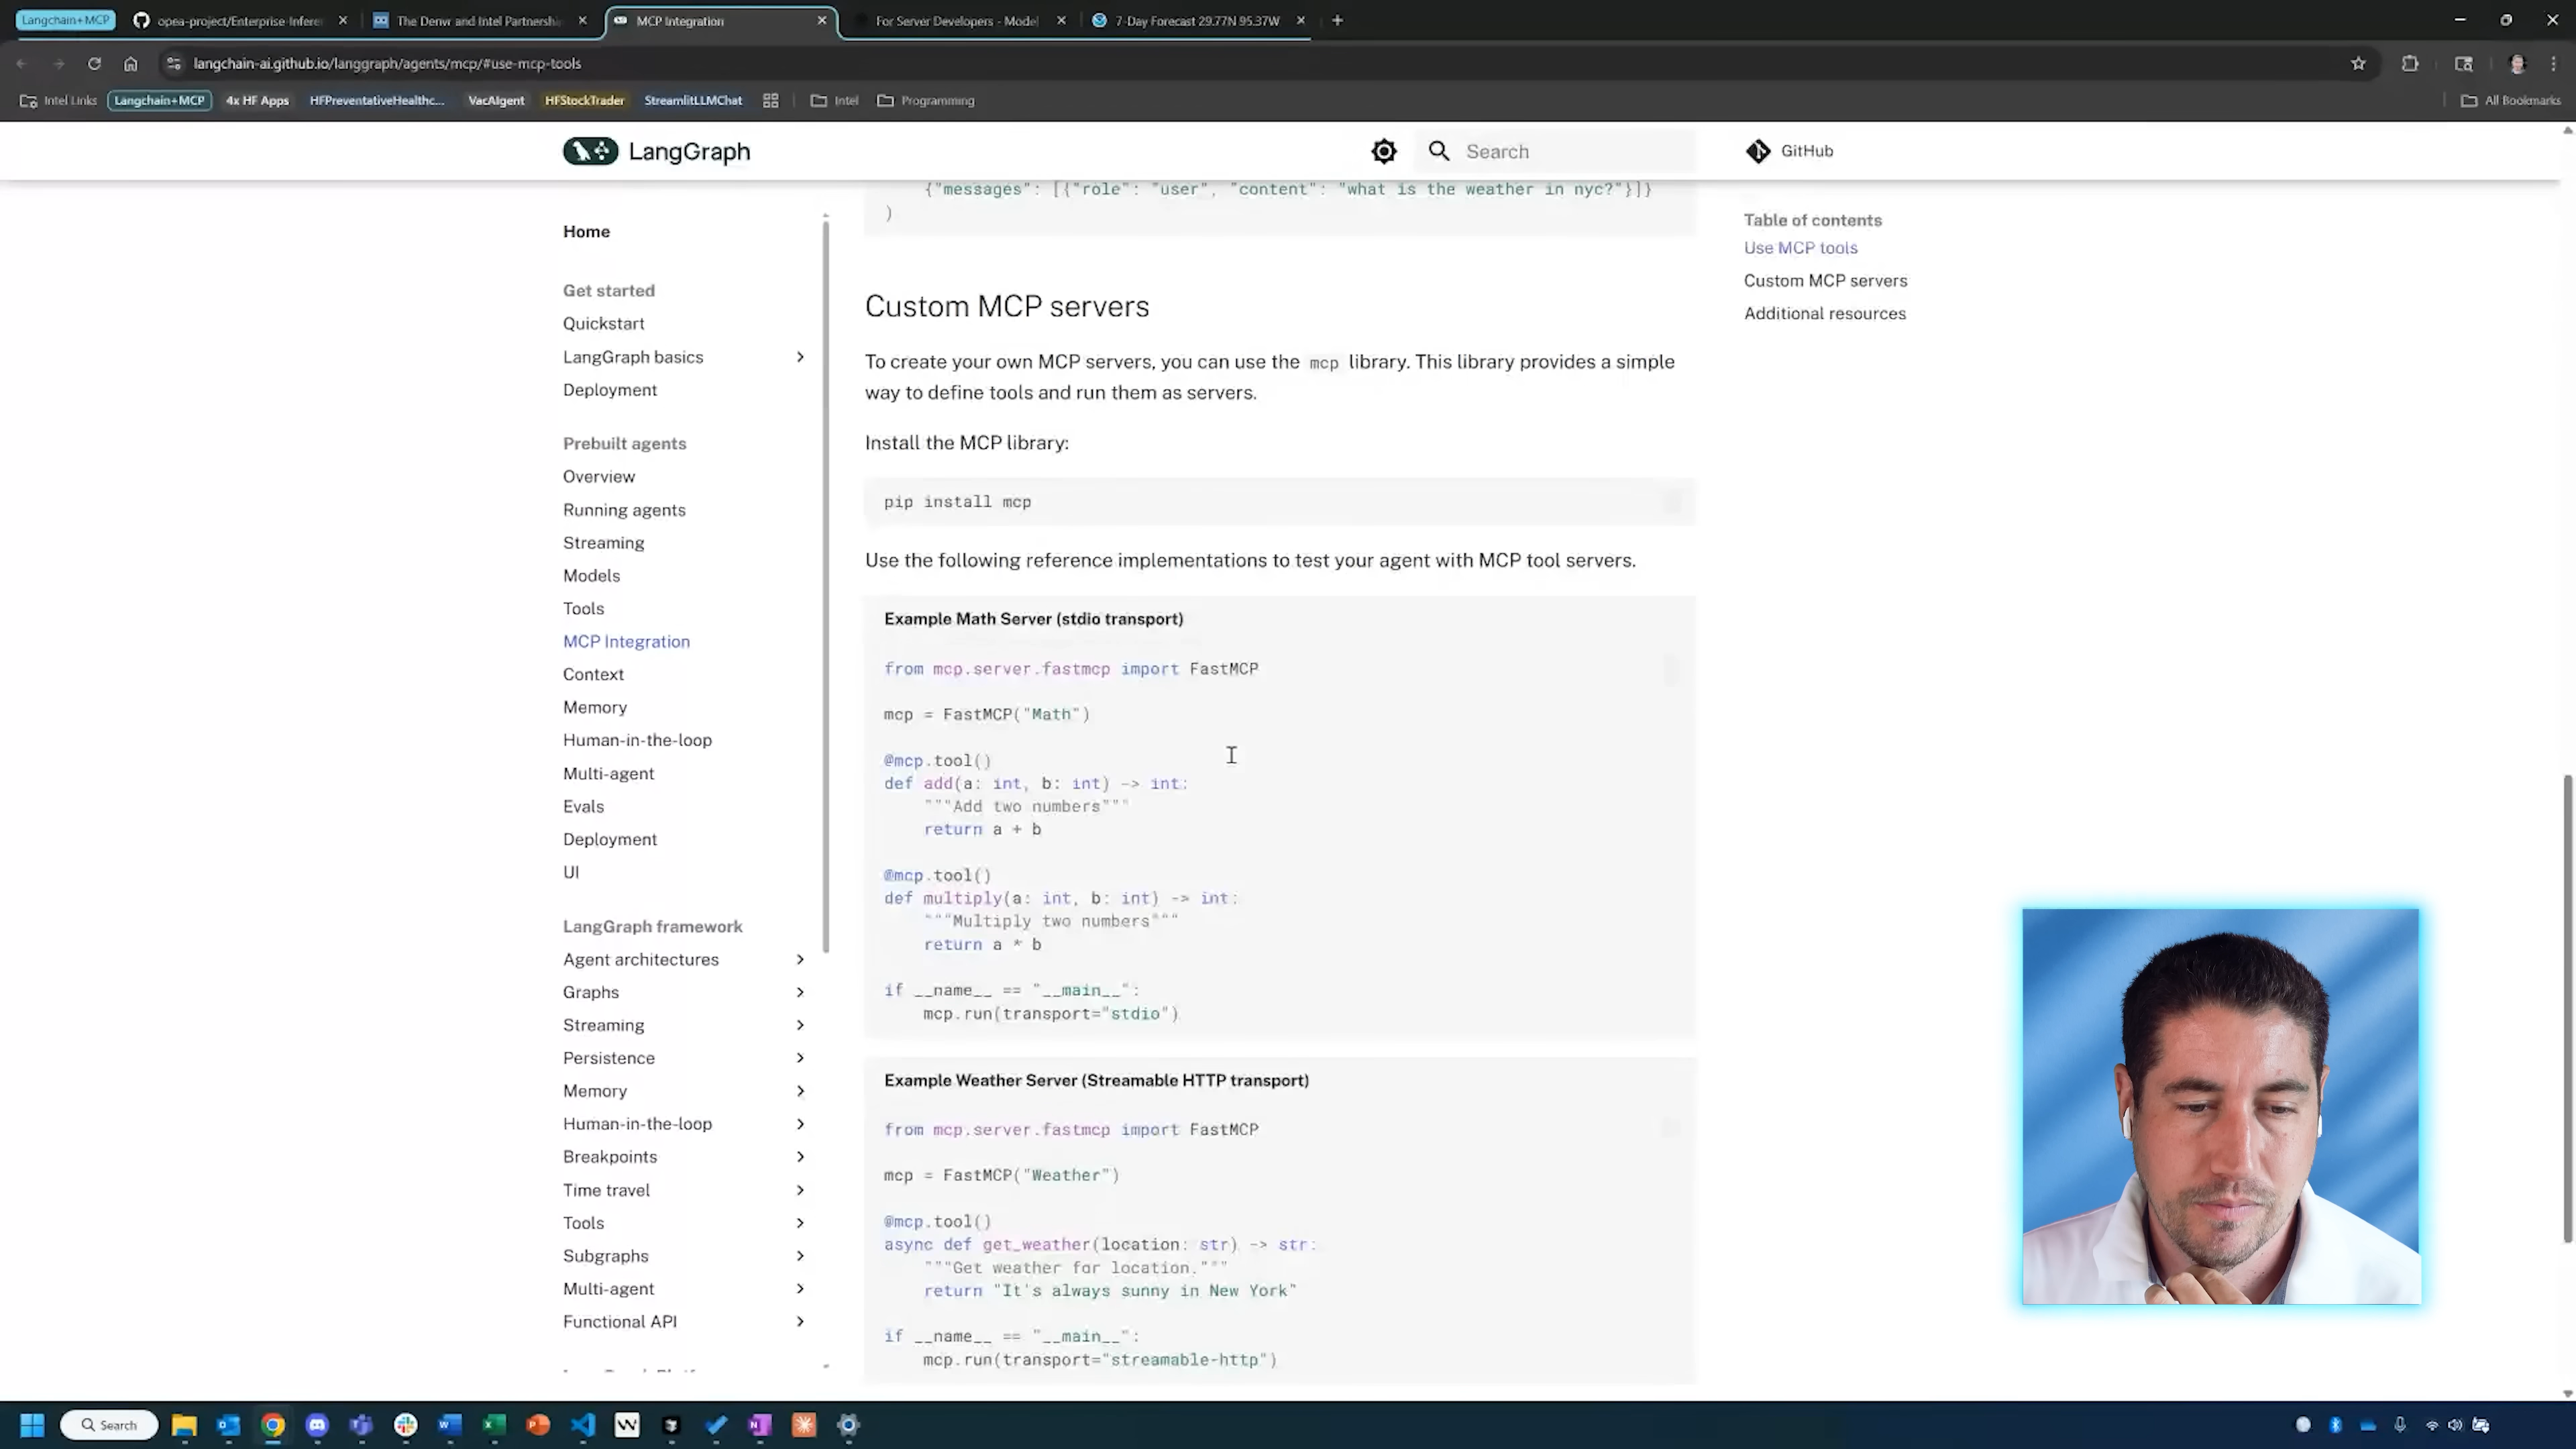 Langchain+MCP
opea-project/Enterprise-Infere
The Denvr and Intel Partnershi
MCP Integration
For Server Developers - Model
7-Day Forecast 29.77N 95.37W
langchain-ai.github.io/langgraph/agents/mcp/#use-mcp-tools
Intel Links
Langchain+MCP
4x HF Apps
HFPreventativeHealthc...
VacAIgent
HFStockTrader
StreamlitLLMChat
Intel
Programming
All Bookmarks
LangGraph
Search
GitHub
Home
Get started
Quickstart
LangGraph basics
Deployment
Prebuilt agents
Overview
Running agents
Streaming
Models
Tools
MCP Integration
Context
Memory
Human-in-the-loop
Multi-agent
Evals
Deployment
UI
LangGraph framework
Agent architectures
Graphs
Streaming
Persistence
Memory
Human-in-the-loop
Breakpoints
Time travel
Tools
Subgraphs
Multi-agent
Functional API
{"messages": [{"role": "user", "content": "what is the weather in nyc?"}]}
)
Custom MCP servers
To create your own MCP servers, you can use the mcp library. This library provides a simple
way to define tools and run them as servers.
Install the MCP library:
pip install mcp
Use the following reference implementations to test your agent with MCP tool servers.
Example Math Server (stdio transport)
from mcp.server.fastmcp import FastMCP
mcp = FastMCP("Math")
@mcp.tool()
def add(a: int, b: int) -> int:
"""Add two numbers"""
return a + b
@mcp.tool()
def multiply(a: int, b: int) -> int:
"""Multiply two numbers"""
return a * b
if __name__ == "__main__":
mcp.run(transport="stdio")
Example Weather Server (Streamable HTTP transport)
from mcp.server.fastmcp import FastMCP
mcp = FastMCP("Weather")
@mcp.tool()
async def get_weather(location: str) -> str:
"""Get weather for location."""
return "It's always sunny in New York"
if __name__ == "__main__":
mcp.run(transport="streamable-http")
Table of contents
Use MCP tools
Custom MCP servers
Additional resources
Search